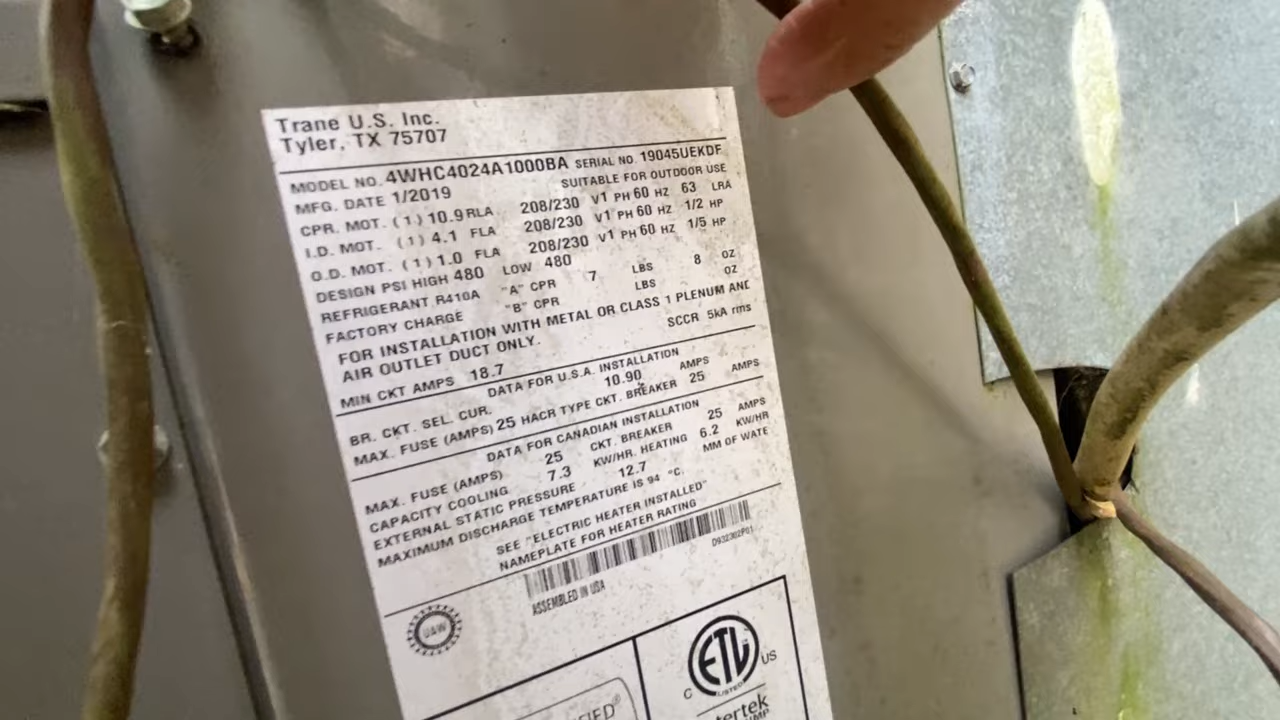 Trane U.S. Inc.
Tyler, TX 75707
MODEL NO. 4WHC4024A1000BA SERIAL NO. 19045UEKDF
MFG. DATE 1/2019 SUITABLE FOR OUTDOOR USE
CPR. MOT. (1) 10.9 RLA 208/230 V1 PH 60 HZ 63 LRA
I.D. MOT. (1) 4.1 FLA 208/230 V1 PH 60 HZ 1/2 HP
O.D. MOT. (1) 1.0 FLA 208/230 V1 PH 60 HZ 1/5 HP
DESIGN PSI HIGH 480 LOW 480
REFRIGERANT R410A "A" CPR 7 LBS 8 OZ
FACTORY CHARGE "B" CPR LBS OZ
FOR INSTALLATION WITH METAL OR CLASS 1 PLENUM AND
AIR OUTLET DUCT ONLY. SCCR 5kA rms
MIN CKT AMPS 18.7
DATA FOR U.S.A. INSTALLATION
BR. CKT. SEL. CUR. 10.90 AMPS
MAX. FUSE (AMPS) 25 HACR TYPE CKT. BREAKER 25 AMPS
DATA FOR CANADIAN INSTALLATION
MAX. FUSE (AMPS) 25 CKT. BREAKER 25 AMPS
CAPACITY COOLING 7.3 KW/HR. HEATING 6.2 KW/HR
EXTERNAL STATIC PRESSURE 12.7 MM OF WATE
MAXIMUM DISCHARGE TEMPERATURE IS 94 °C.
SEE "ELECTRIC HEATER INSTALLED"
NAMEPLATE FOR HEATER RATING
D932302P01
ASSEMBLED IN USA
UAW
ETL
C LISTED US